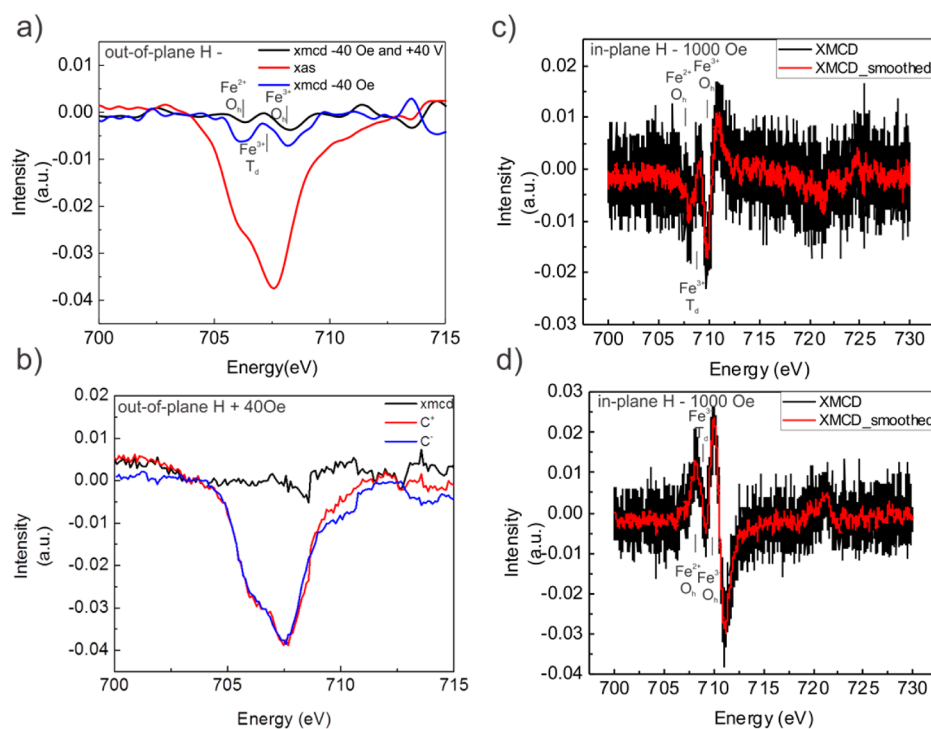 a)
out-of-plane H -
xmcd -40 Oe and +40 V
xas
xmcd -40 Oe
Fe2+
Oh
Fe3+
Oh
Fe3+
Td
0.01
0.00
-0.01
-0.02
-0.03
-0.04
Intensity
(a.u.)
700 705 710 715
Energy(eV)
b)
out-of-plane H + 40Oe
xmcd
C+
C-
0.02
0.01
0.00
-0.01
-0.02
-0.03
-0.04
Intensity
(a.u.)
700 705 710 715
Energy (eV)
c)
in-plane H - 1000 Oe
XMCD
XMCD_smoothed
Fe2+
Oh
Fe3+
Oh
Fe3+
Td
0.02
0.01
0.00
-0.01
-0.02
-0.03
Intensity
(a.u.)
700 705 710 715 720 725 730
Energy (eV)
d)
in-plane H - 1000 Oe
XMCD
XMCD_smoothed
Fe3
Td
Fe2+
Oh
Fe3
Oh
0.03
0.02
0.01
0.00
-0.01
-0.02
-0.03
-0.04
Intensity
(a.u.)
700 705 710 715 720 725 730
Energy (eV)